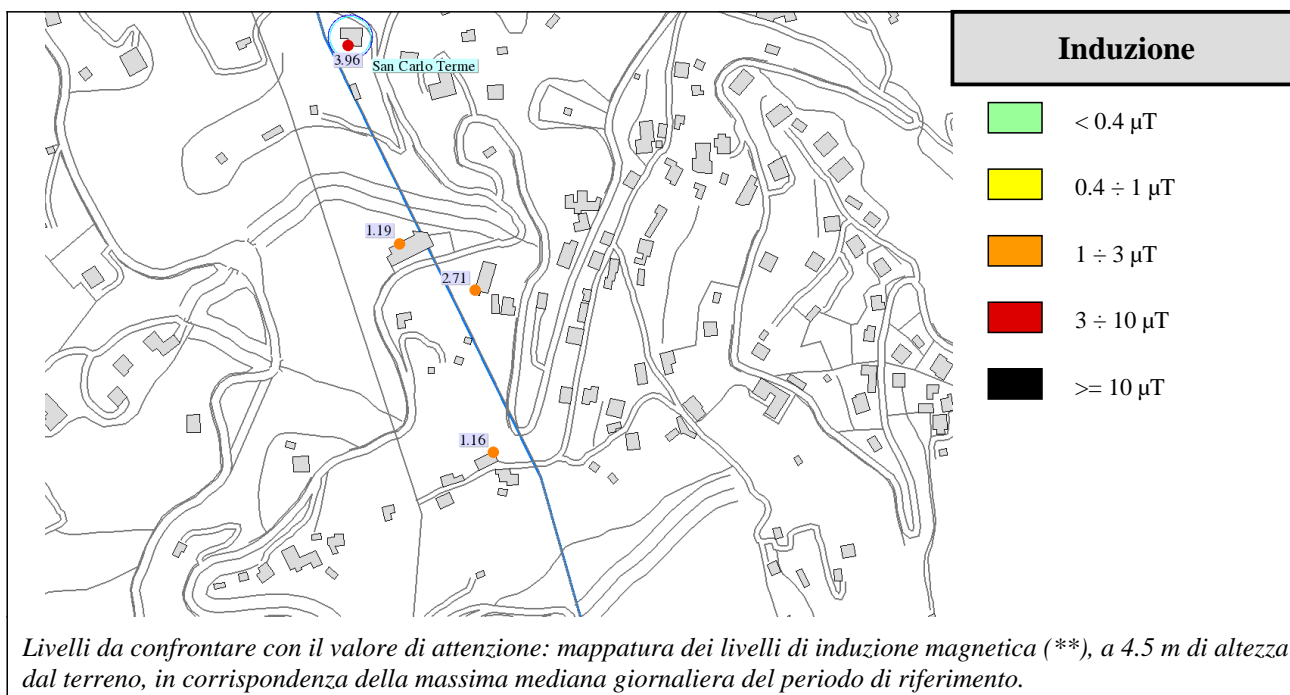 3.96
San Carlo Terme
1.19
2.71
1.16
Induzione
< 0.4 µT
0.4 ÷ 1 µT
1 ÷ 3 µT
3 ÷ 10 µT
>= 10 µT
Livelli da confrontare con il valore di attenzione: mappatura dei livelli di induzione magnetica (**), a 4.5 m di altezza
dal terreno, in corrispondenza della massima mediana giornaliera del periodo di riferimento.